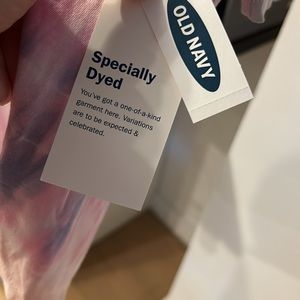 OLD NAVY
Specially
Dyed
You've got a one-of-a-kind
garment here. Variations
are to be expected &
celebrated.